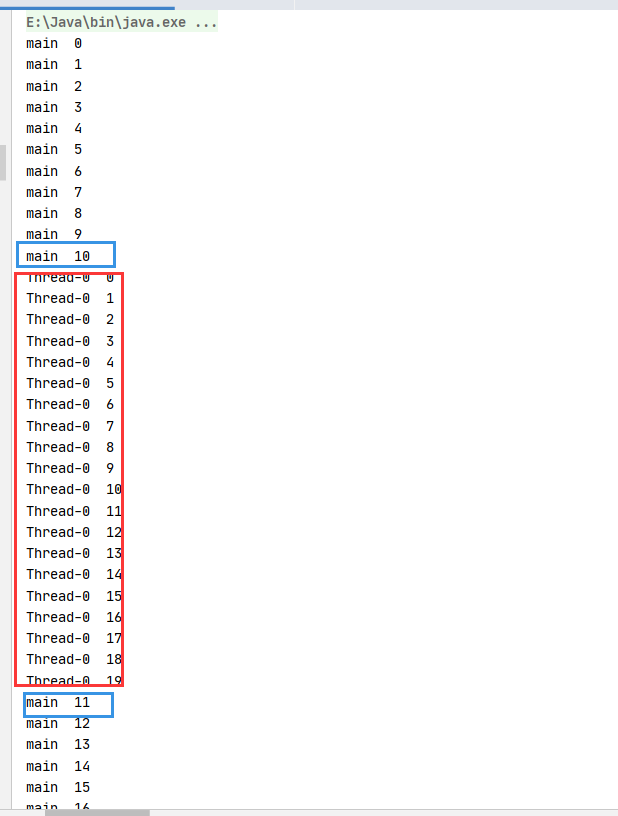 E:\Java\bin\java.exe ...
main  0
main  1
main  2
main  3
main  4
main  5
main  6
main  7
main  8
main  9
main  10
Thread-0  0
Thread-0  1
Thread-0  2
Thread-0  3
Thread-0  4
Thread-0  5
Thread-0  6
Thread-0  7
Thread-0  8
Thread-0  9
Thread-0  10
Thread-0  11
Thread-0  12
Thread-0  13
Thread-0  14
Thread-0  15
Thread-0  16
Thread-0  17
Thread-0  18
Thread-0  19
main  11
main  12
main  13
main  14
main  15
main  16